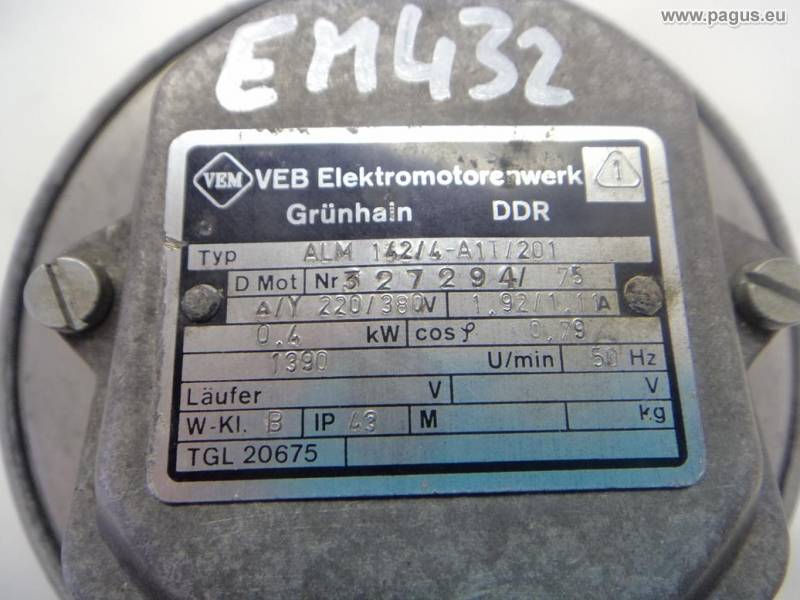 www.pagus.eu
EM432
VEM VEB Elektromotorenwerk 1
Grünhain DDR
Typ ALM 142/4-A1T/201
D Mot Nr 327294/ 75
∆/Y 220/380V 1,92/1,11A
0,4 kW cos φ 0,79
1390 U/min 50 Hz
Läufer V V
W-Kl. B IP 43 M kg
TGL 20675